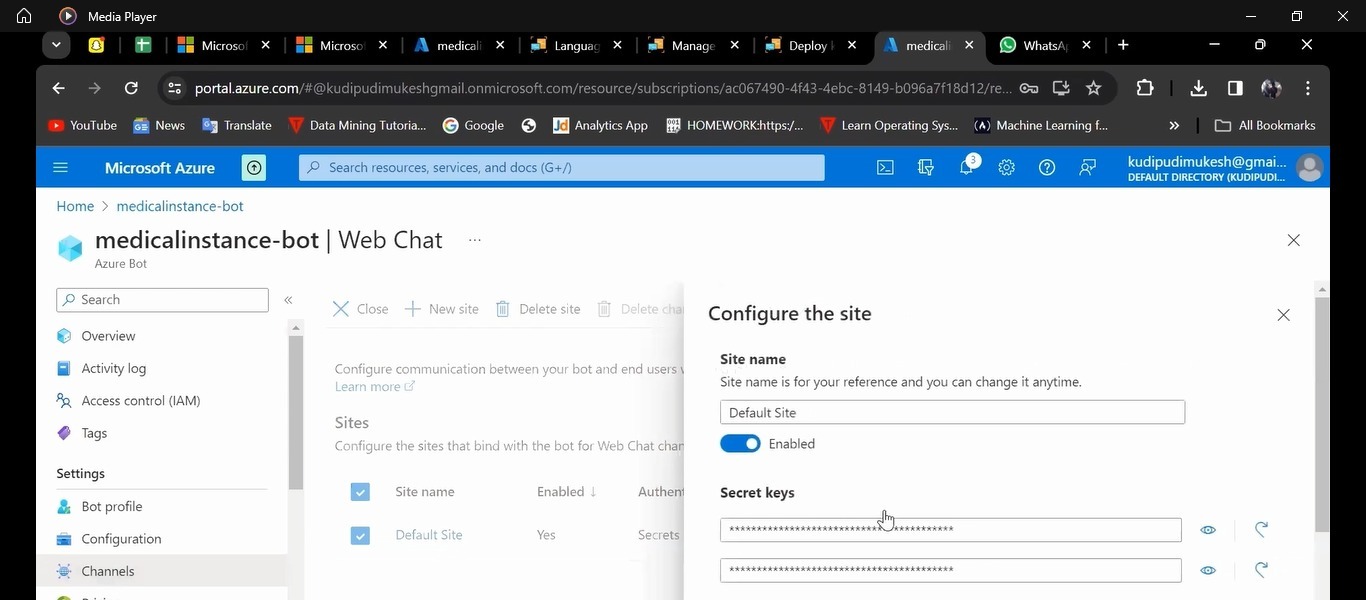 Media Player
Microsof
Microsof
medicali
Languag
Manage
Deploy
medicali
WhatsA
portal.azure.com/#@kudipudimukeshgmail.onmicrosoft.com/resource/subscriptions/ac067490-4f43-4ebc-8149-b096a7f18d12/re...
YouTube
News
Translate
Data Mining Tutoria...
Google
Analytics App
HOMEWORK:https:/...
Learn Operating Sys...
Machine Learning f...
»
All Bookmarks
Microsoft Azure
Search resources, services, and docs (G+/)
3
kudipudimukesh@gmai...
DEFAULT DIRECTORY (KUDIPUDI...
Home > medicalinstance-bot
medicalinstance-bot | Web Chat ...
Azure Bot
Search
«
Close
New site
Delete site
Delete cha
Configure the site
Overview
Activity log
Access control (IAM)
Tags
Settings
Bot profile
Configuration
Channels
Configure communication between your bot and end users
Learn more
Sites
Configure the sites that bind with the bot for Web Chat chan
Site name
Enabled ↓
Authent
Default Site
Yes
Secrets
Site name
Site name is for your reference and you can change it anytime.
Default Site
Enabled
Secret keys